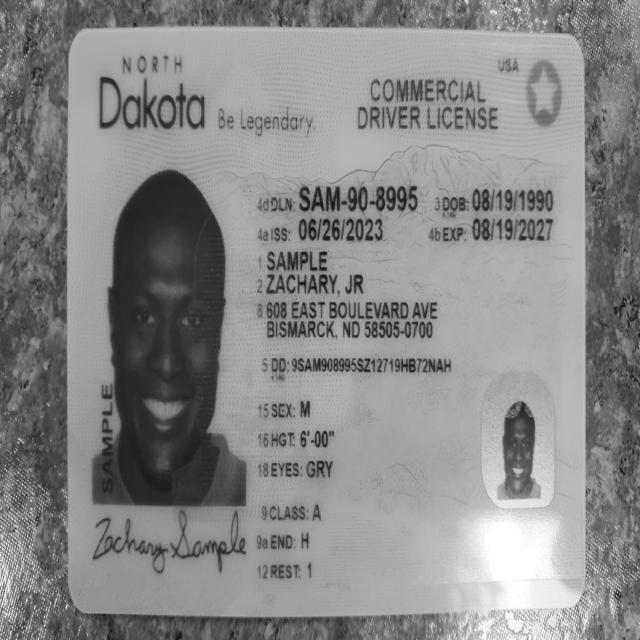 NORTH
Dakota Be Legendary.
COMMERCIAL
DRIVER LICENSE
USA
4d DLN: SAM-90-8995 3 DOB: 08/19/1990
4a ISS: 06/26/2023 4b EXP: 08/19/2027
1 SAMPLE
2 ZACHARY, JR
8 608 EAST BOULEVARD AVE
BISMARCK, ND 58505-0700
5 DD: 9SAM908995SZ12719HB72NAH
15 SEX: M
16 HGT: 6'-00"
18 EYES: GRY
9 CLASS: A
9a END: H
12 REST: 1
SAMPLE
Zachary Sample